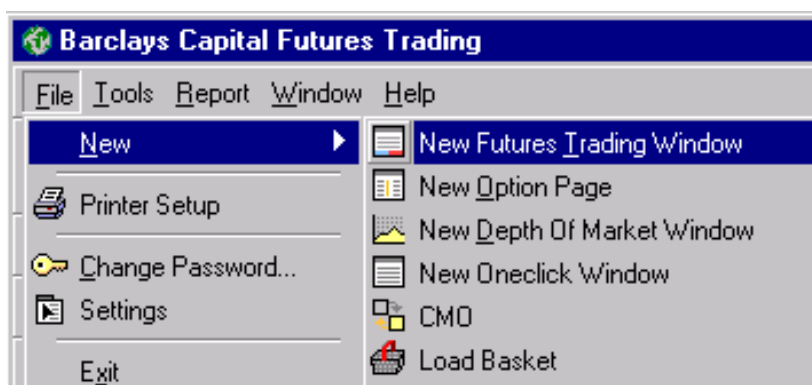 Barclays Capital Futures Trading
File Tools Report Window Help
New
New Futures Trading Window
New Option Page
Printer Setup
New Depth Of Market Window
Change Password...
New Oneclick Window
Settings
CMO
Load Basket
Exit